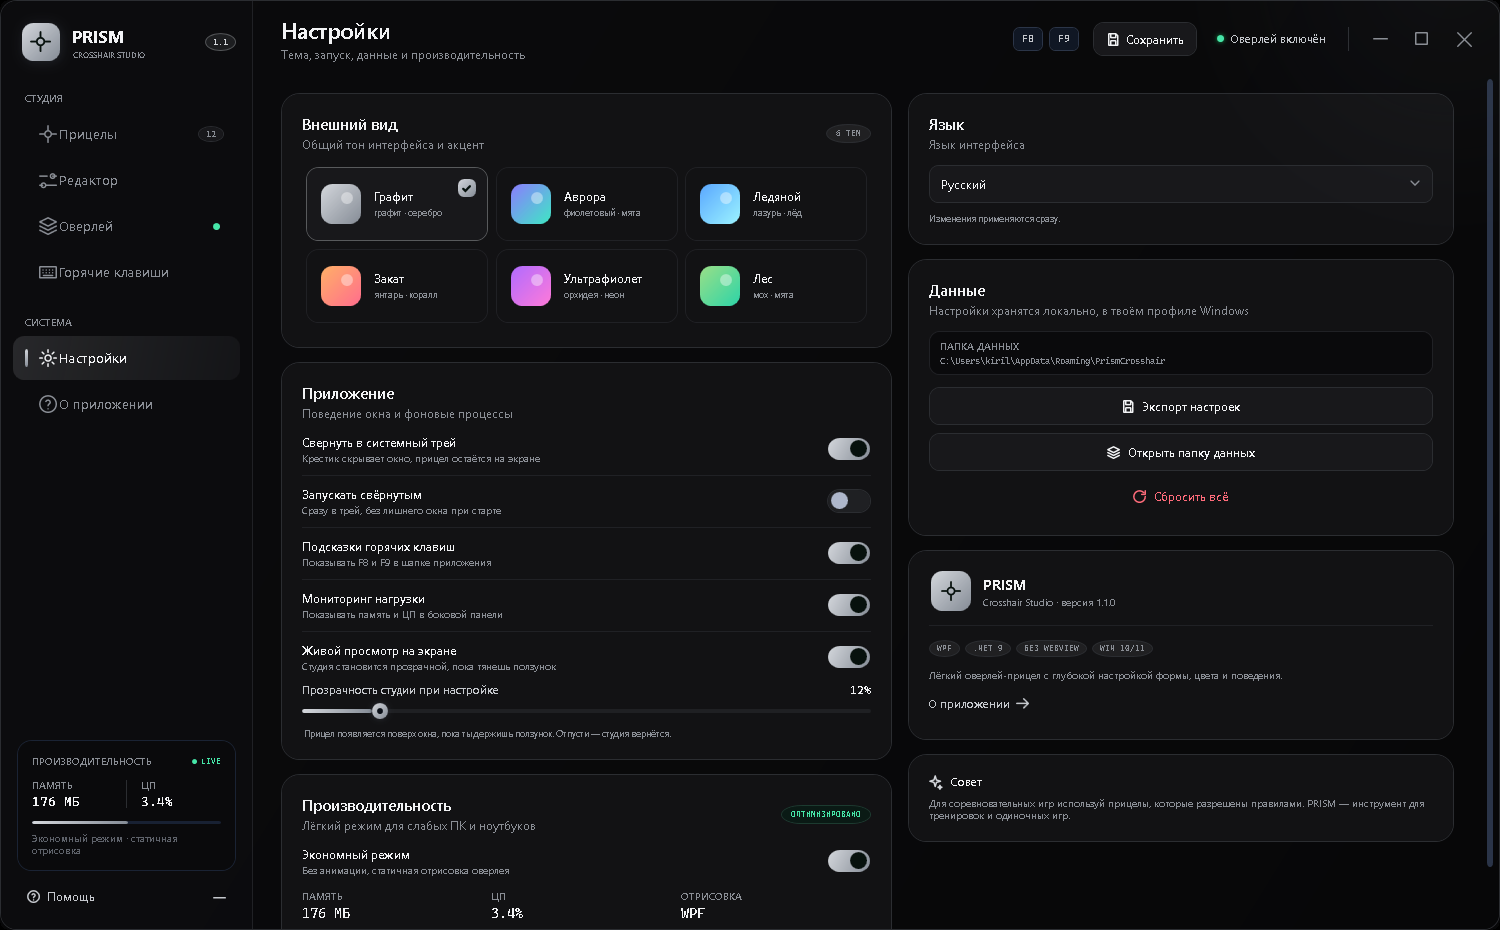 PRISM
CROSSHAIR STUDIO
1.1
СТУДИЯ
Прицелы
12
Редактор
Оверлей
Горячие клавиши
СИСТЕМА
Настройки
О приложении
ПРОИЗВОДИТЕЛЬНОСТЬ
LIVE
ПАМЯТЬ
ЦП
176 МБ
3.4%
Экономный режим · статичная
отрисовка
Помощь
Настройки
Тема, запуск, данные и производительность
F8
F9
Сохранить
Оверлей включён
Внешний вид
Общий тон интерфейса и акцент
6 ТЕМ
Графит
графит · серебро
Аврора
фиолетовый · мята
Ледяной
лазурь · лёд
Закат
янтарь · коралл
Ультрафиолет
орхидея · неон
Лес
мох · мята
Приложение
Поведение окна и фоновые процессы
Свернуть в системный трей
Крестик скрывает окно, прицел остаётся на экране
Запускать свёрнутым
Сразу в трей, без лишнего окна при старте
Подсказки горячих клавиш
Показывать F8 и F9 в шапке приложения
Мониторинг нагрузки
Показывать память и ЦП в боковой панели
Живой просмотр на экране
Студия становится прозрачной, пока тянешь ползунок
Прозрачность студии при настройке
12%
Прицел появляется поверх окна, пока ты держишь ползунок. Отпусти — студия вернётся.
Производительность
Лёгкий режим для слабых ПК и ноутбуков
ОПТИМИЗИРОВАНО
Экономный режим
Без анимации, статичная отрисовка оверлея
ПАМЯТЬ
ЦП
ОТРИСОВКА
176 МБ
3.4%
WPF
Язык
Язык интерфейса
Русский
Изменения применяются сразу.
Данные
Настройки хранятся локально, в твоём профиле Windows
ПАПКА ДАННЫХ
C:\Users\kiril\AppData\Roaming\PrismCrosshair
Экспорт настроек
Открыть папку данных
Сбросить всё
PRISM
Crosshair Studio · версия 1.1.0
WPF
.NET 9
БЕЗ WEBVIEW
WIN 10/11
Лёгкий оверлей-прицел с глубокой настройкой формы, цвета и поведения.
О приложении
Совет
Для соревновательных игр используй прицелы, которые разрешены правилами. PRISM — инструмент для
тренировок и одиночных игр.